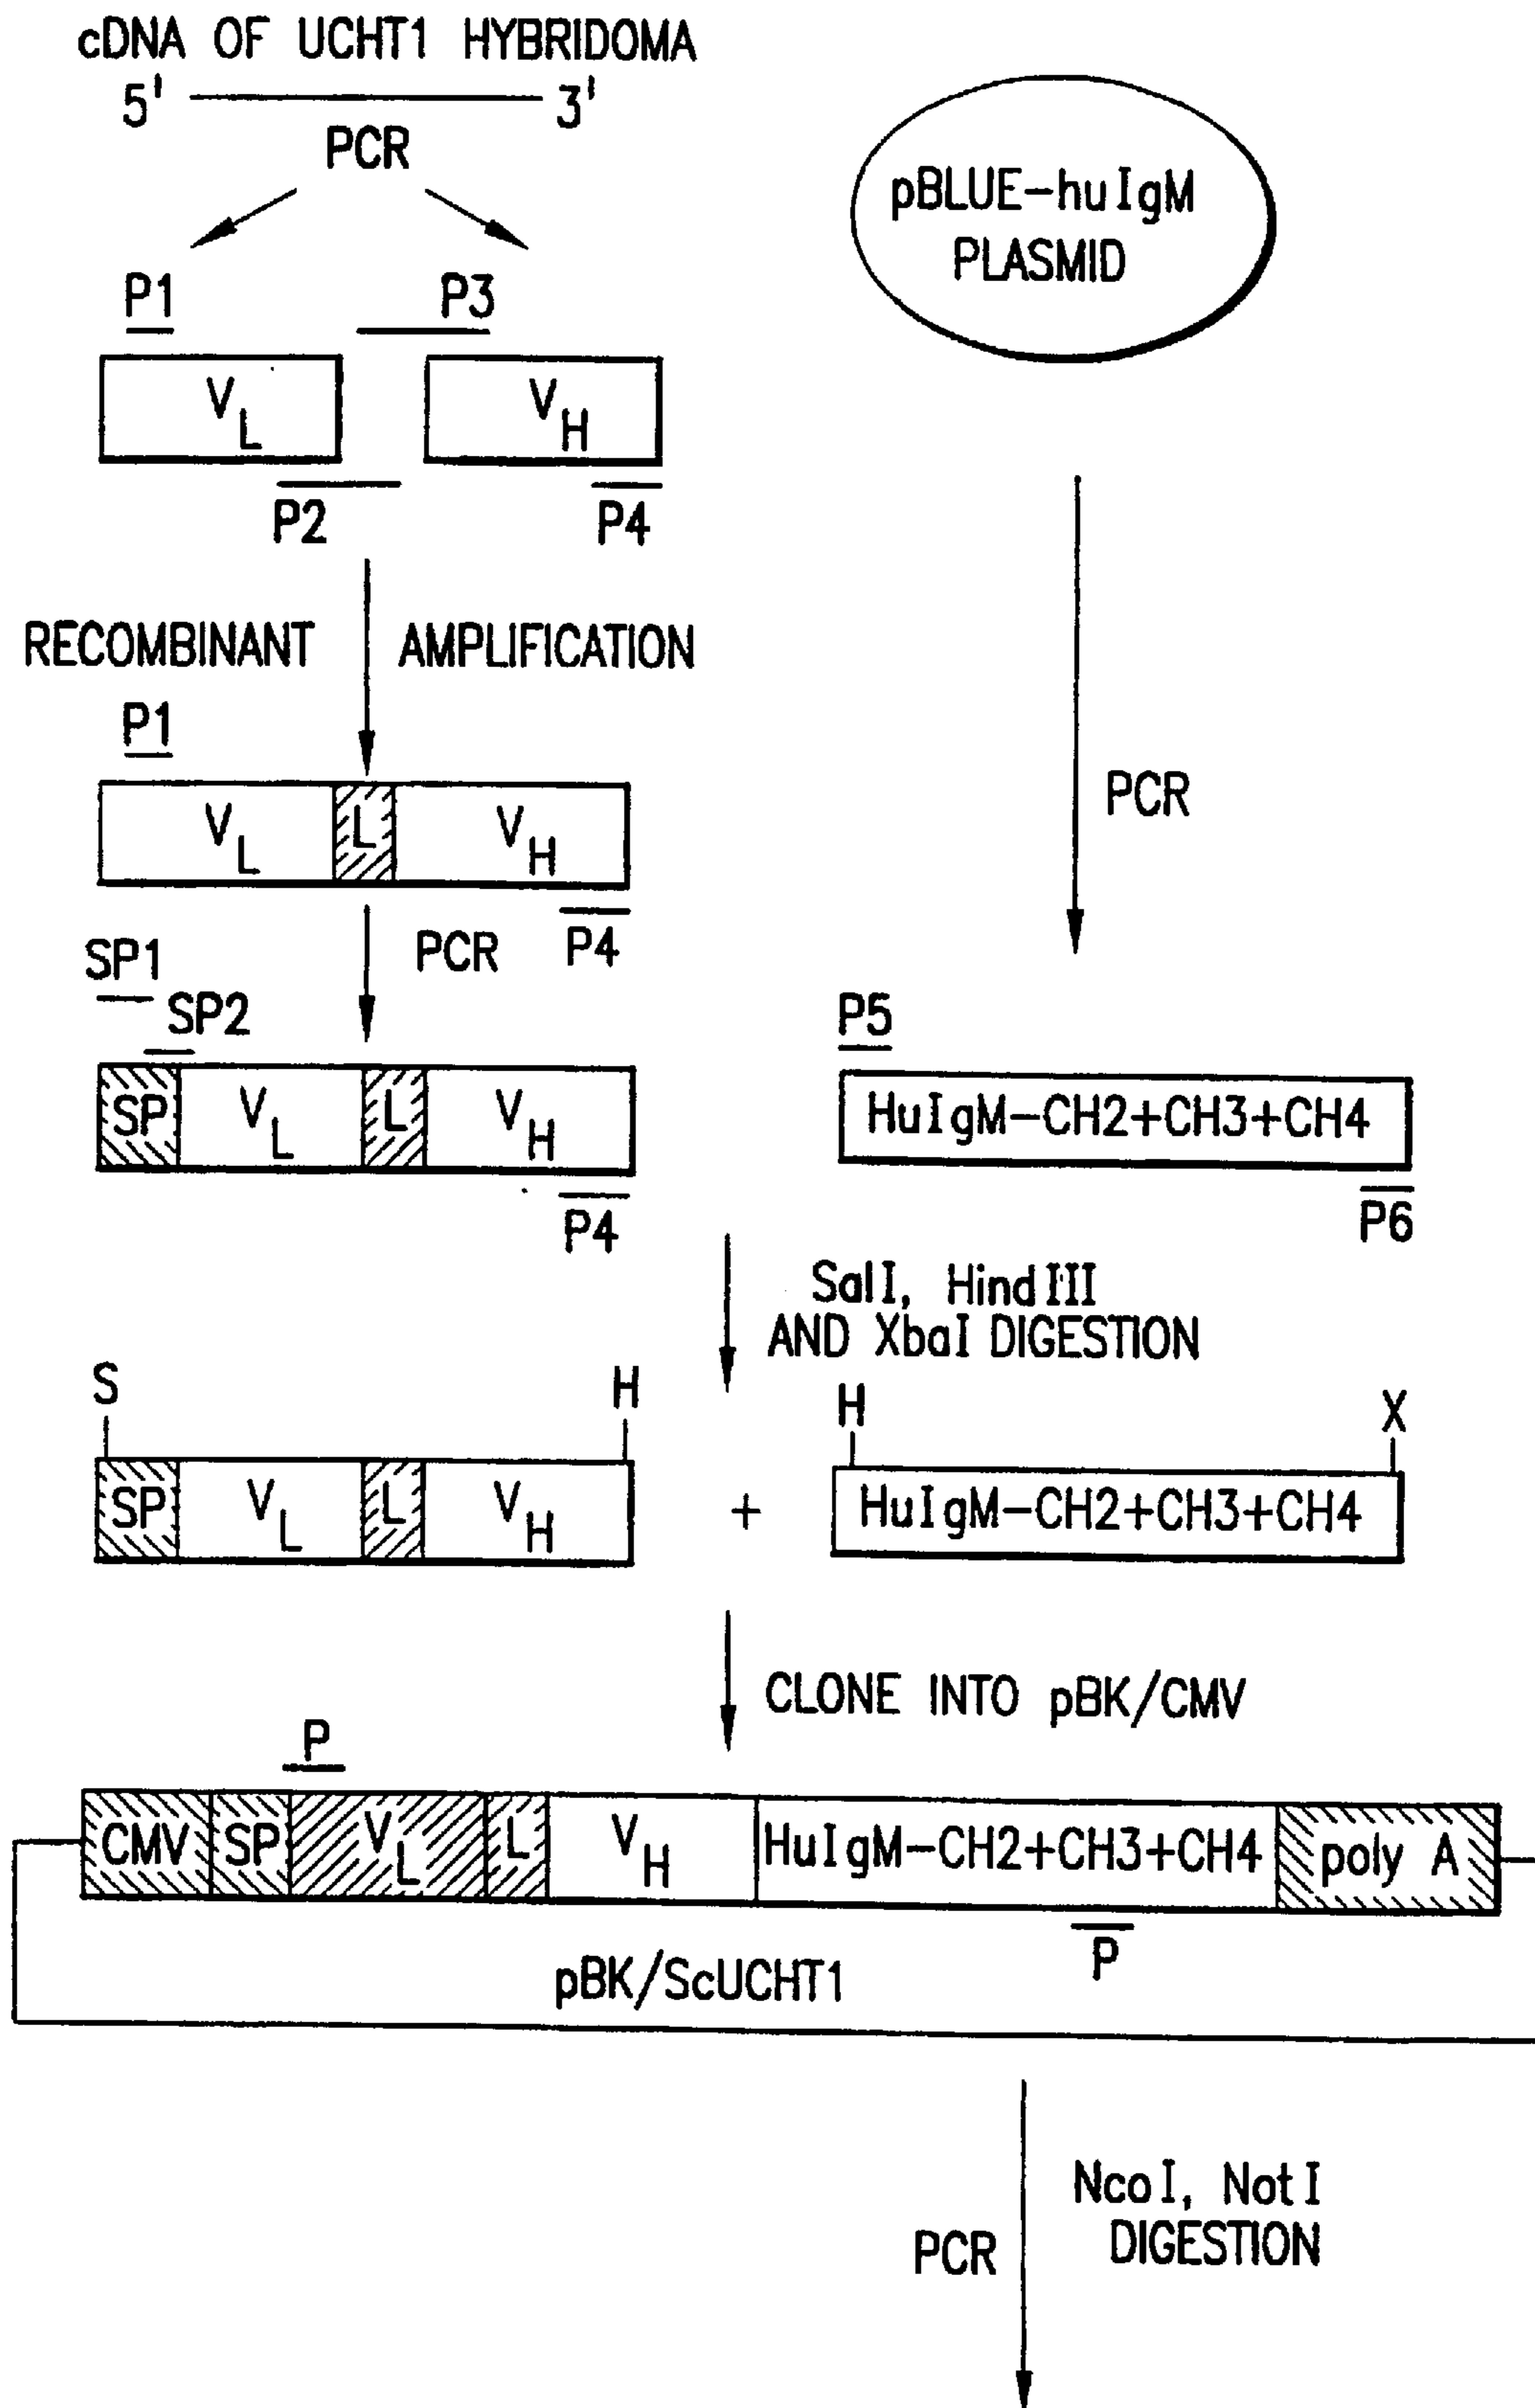 cDNA OF UCHT1 HYBRIDOMA
5' 3'
PCR
pBLUE-huIgM
PLASMID
P1 P3
VL VH
P2 P4
RECOMBINANT AMPLIFICATION
P1
VL L VH
PCR
P4
PCR
SP1
SP2
SP VL L VH
P4
P5
HuIgM-CH2+CH3+CH4
P6
SalI, HindIII
AND XbaI DIGESTION
S H H X
SP VL L VH + HuIgM-CH2+CH3+CH4
CLONE INTO pBK/CMV
P
CMV SP VL L VH HuIgM-CH2+CH3+CH4 poly A
P
pBK/ScUCHT1
PCR
NcoI, NotI
DIGESTION